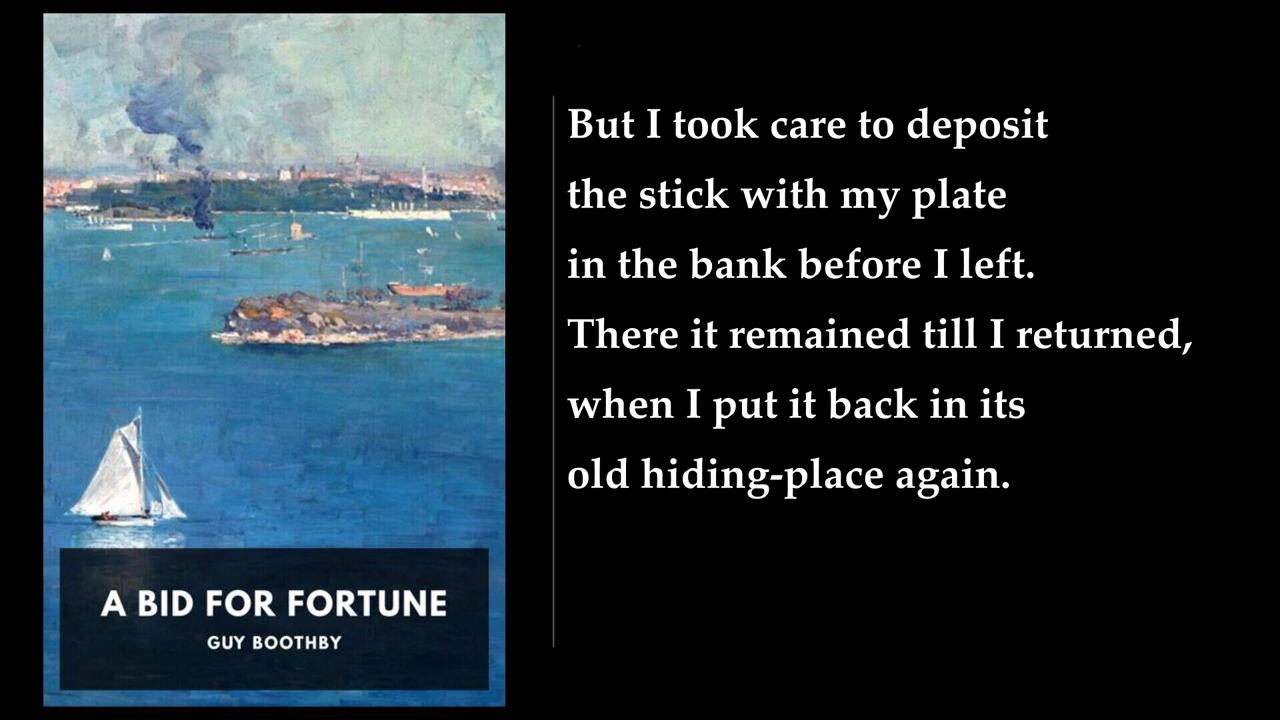 A BID FOR FORTUNE
GUY BOOTHBY
But I took care to deposit
the stick with my plate
in the bank before I left.
There it remained till I returned,
when I put it back in its
old hiding-place again.